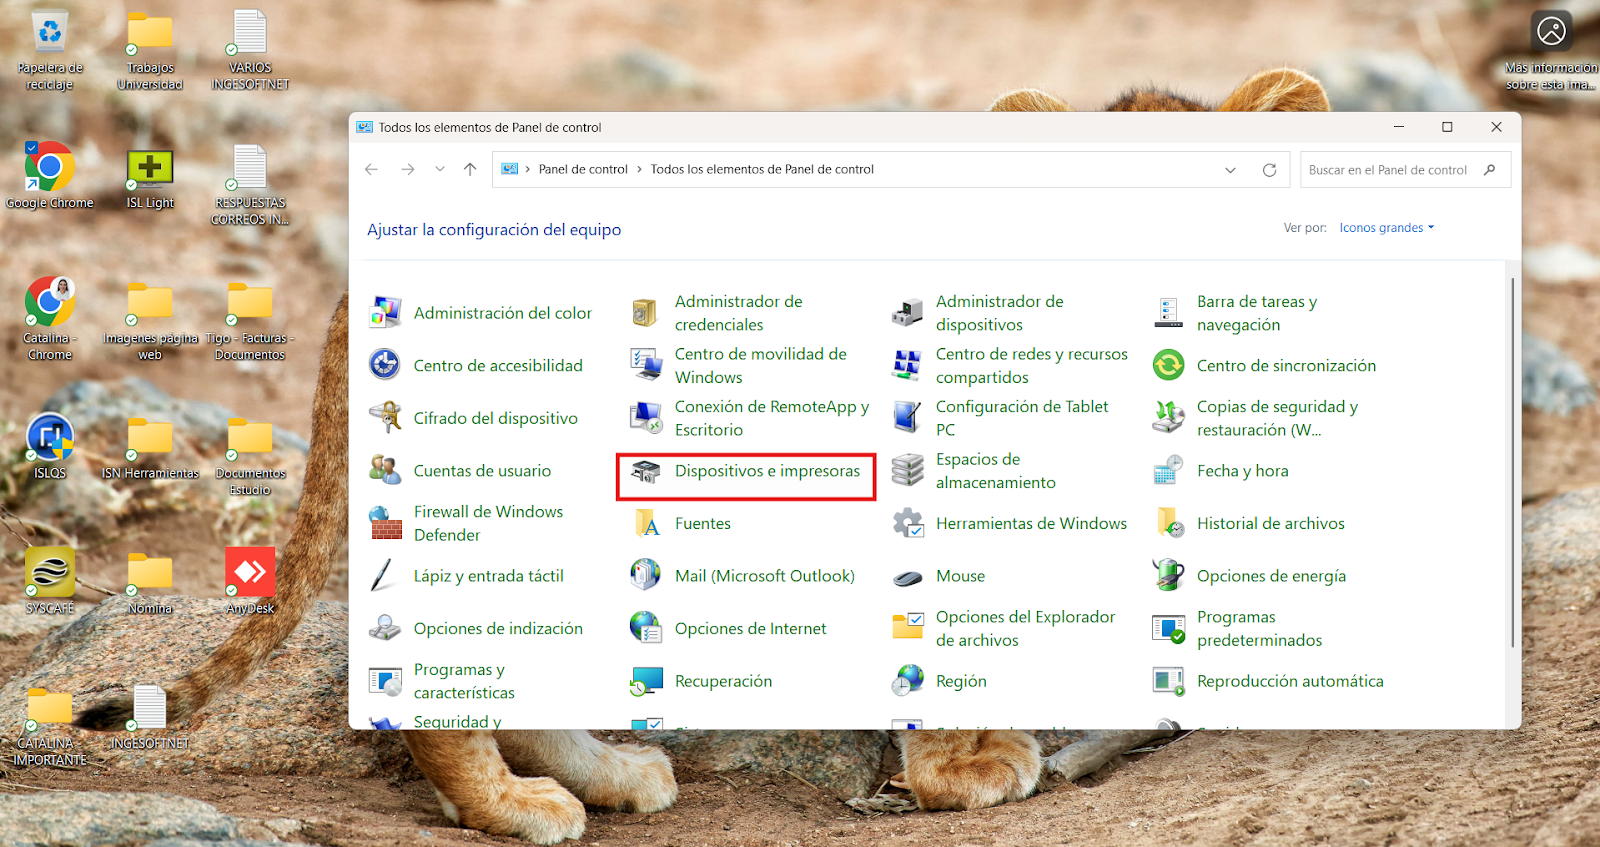 Papelera de
reciclaje
Trabajos
Universidad
VARIOS
INGESOFTNET
Más información
sobre esta ima...
Google Chrome
ISL Light
RESPUESTAS
CORREOS IN...
Catalina -
Chrome
Imagenes página
web
Tigo - Facturas -
Documentos
ISLQS
ISN Herramientas
Documentos
Estudio
SYSCAFÉ
Nómina
AnyDesk
CATALINA -
IMPORTANTE
INGESOFTNET
Todos los elementos de Panel de control
Panel de control > Todos los elementos de Panel de control
Buscar en el Panel de control
Ajustar la configuración del equipo
Ver por: Iconos grandes
Administración del color
Administrador de
credenciales
Administrador de
dispositivos
Barra de tareas y
navegación
Centro de accesibilidad
Centro de movilidad de
Windows
Centro de redes y recursos
compartidos
Centro de sincronización
Cifrado del dispositivo
Conexión de RemoteApp y
Escritorio
Configuración de Tablet
PC
Copias de seguridad y
restauración (W...
Cuentas de usuario
Dispositivos e impresoras
Espacios de
almacenamiento
Fecha y hora
Firewall de Windows
Defender
Fuentes
Herramientas de Windows
Historial de archivos
Lápiz y entrada táctil
Mail (Microsoft Outlook)
Mouse
Opciones de energía
Opciones de indización
Opciones de Internet
Opciones del Explorador
de archivos
Programas
predeterminados
Programas y
características
Recuperación
Región
Reproducción automática
Seguridad y